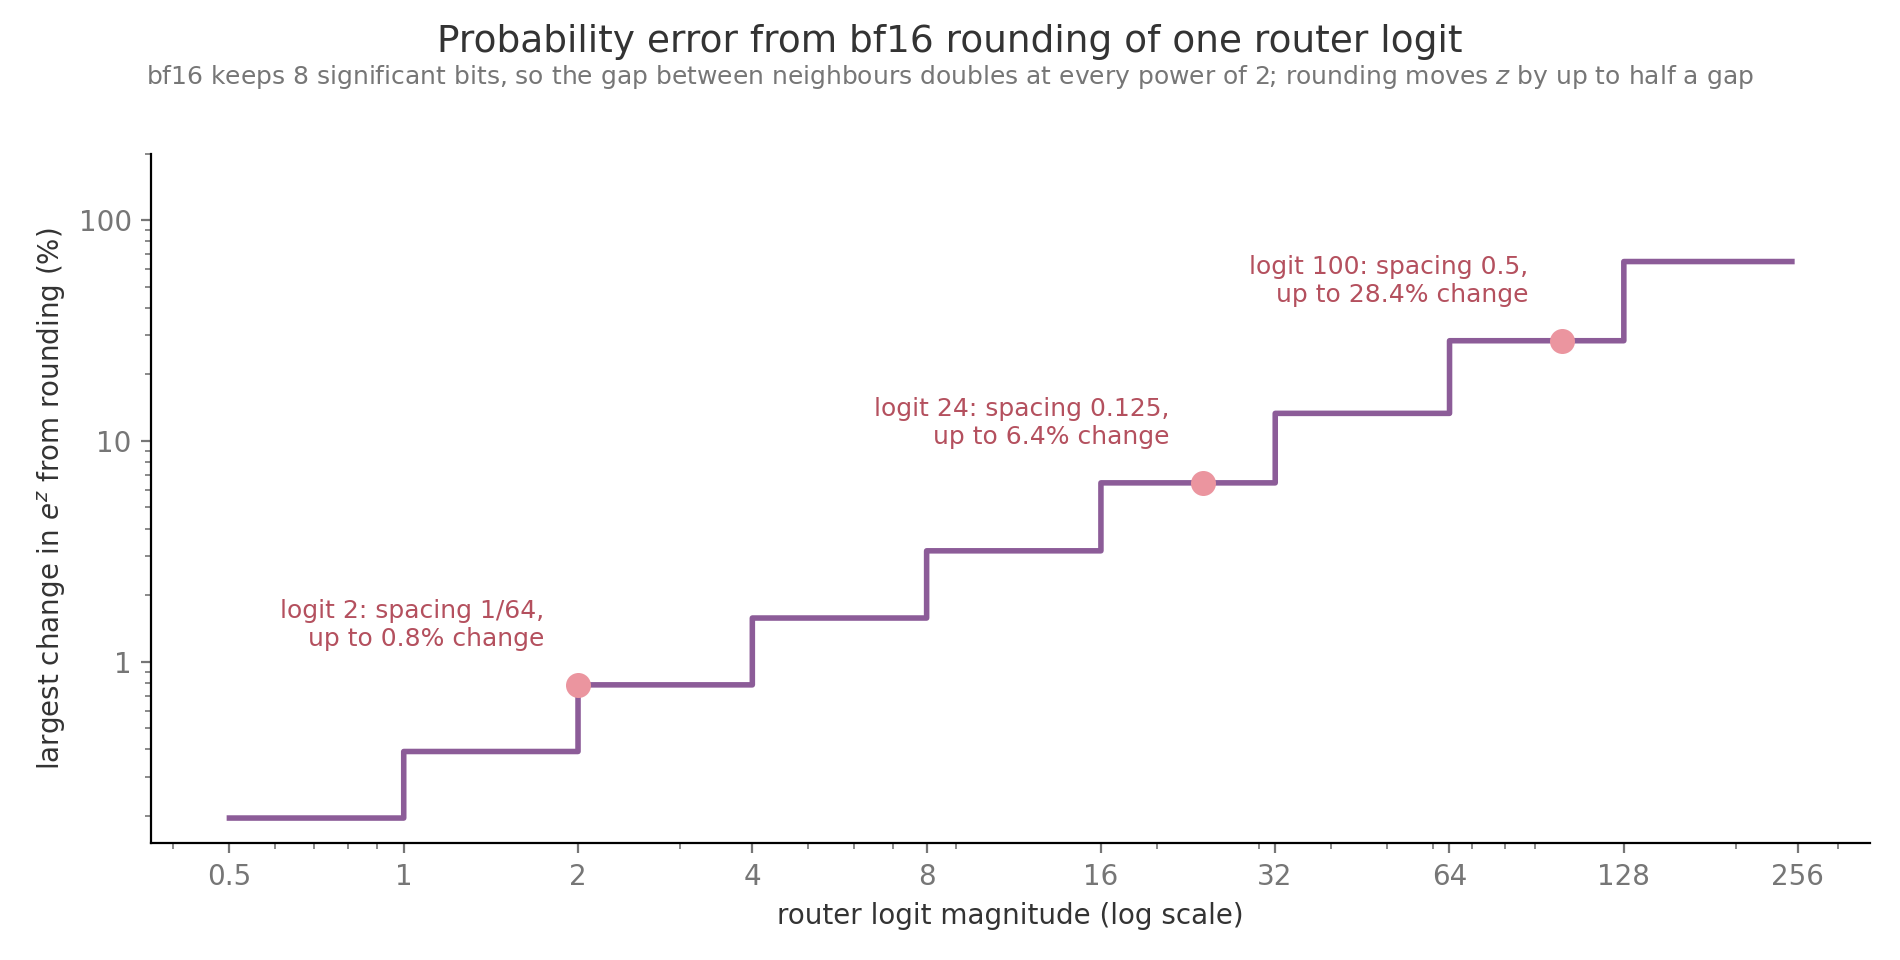 Probability error from bf16 rounding of one router logit
bf16 keeps 8 significant bits, so the gap between neighbours doubles at every power of 2; rounding moves z by up to half a gap
largest change in e^z from rounding (%)
100
10
1
logit 100: spacing 0.5,
up to 28.4% change
logit 24: spacing 0.125,
up to 6.4% change
logit 2: spacing 1/64,
up to 0.8% change
0.5 1 2 4 8 16 32 64 128 256
router logit magnitude (log scale)